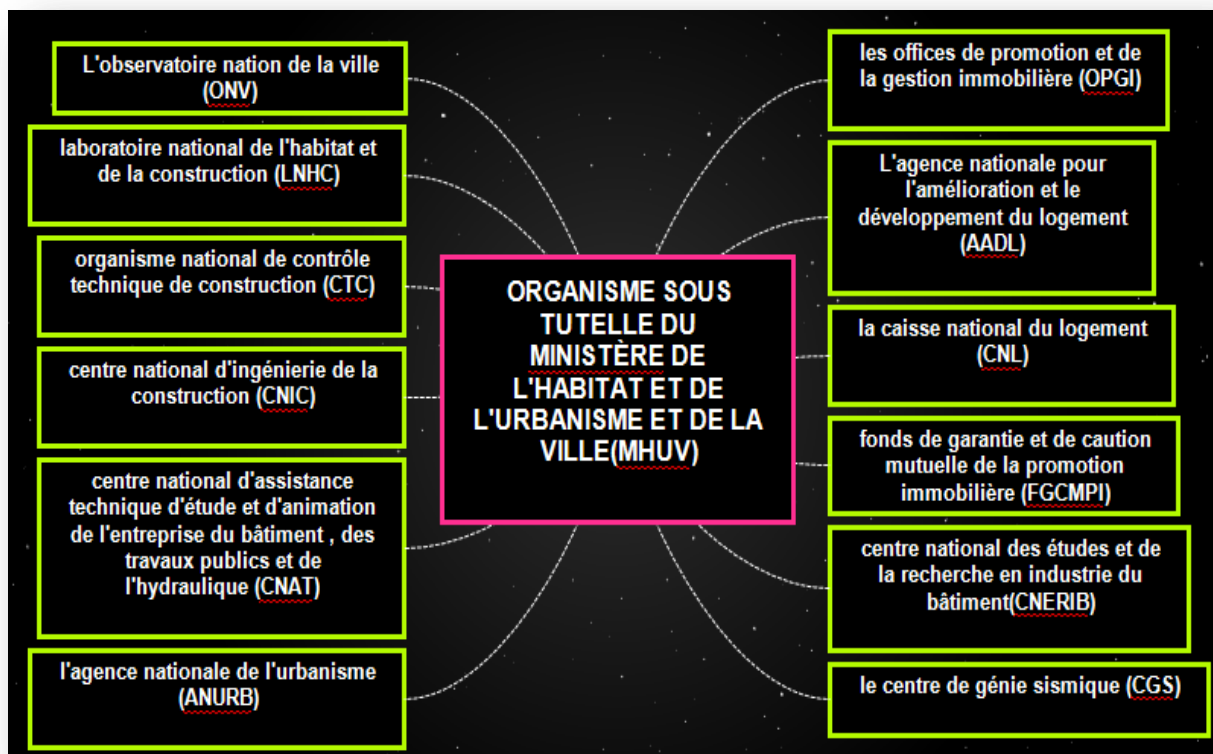 L'observatoire nation de la ville
(ONV)
laboratoire national de l'habitat et
de la construction (LNHC)
organisme national de contrôle
technique de construction (CTC)
centre national d'ingénierie de la
construction (CNIC)
centre national d'assistance
technique d'étude et d'animation
de l'entreprise du bâtiment , des
travaux publics et de
l'hydraulique (CNAT)
l'agence nationale de l'urbanisme
(ANURB)
ORGANISME SOUS
TUTELLE DU
MINISTÈRE DE
L'HABITAT ET DE
L'URBANISME ET DE LA
VILLE(MHUV)
les offices de promotion et de
la gestion immobilière (OPGI)
L'agence nationale pour
l'amélioration et le
développement du logement
(AADL)
la caisse national du logement
(CNL)
fonds de garantie et de caution
mutuelle de la promotion
immobilière (FGCMPI)
centre national des études et de
la recherche en industrie du
bâtiment(CNERIB)
le centre de génie sismique (CGS)